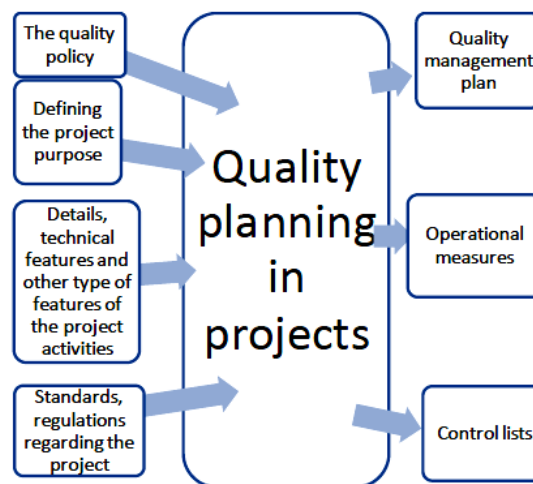 The quality
policy
Defining
the project
purpose
Details,
technical
features and
other type of
features of
the project
activities
Standards,
regulations
regarding the
project
Quality
planning
in
projects
Quality
management
plan
Operational
measures
Control lists